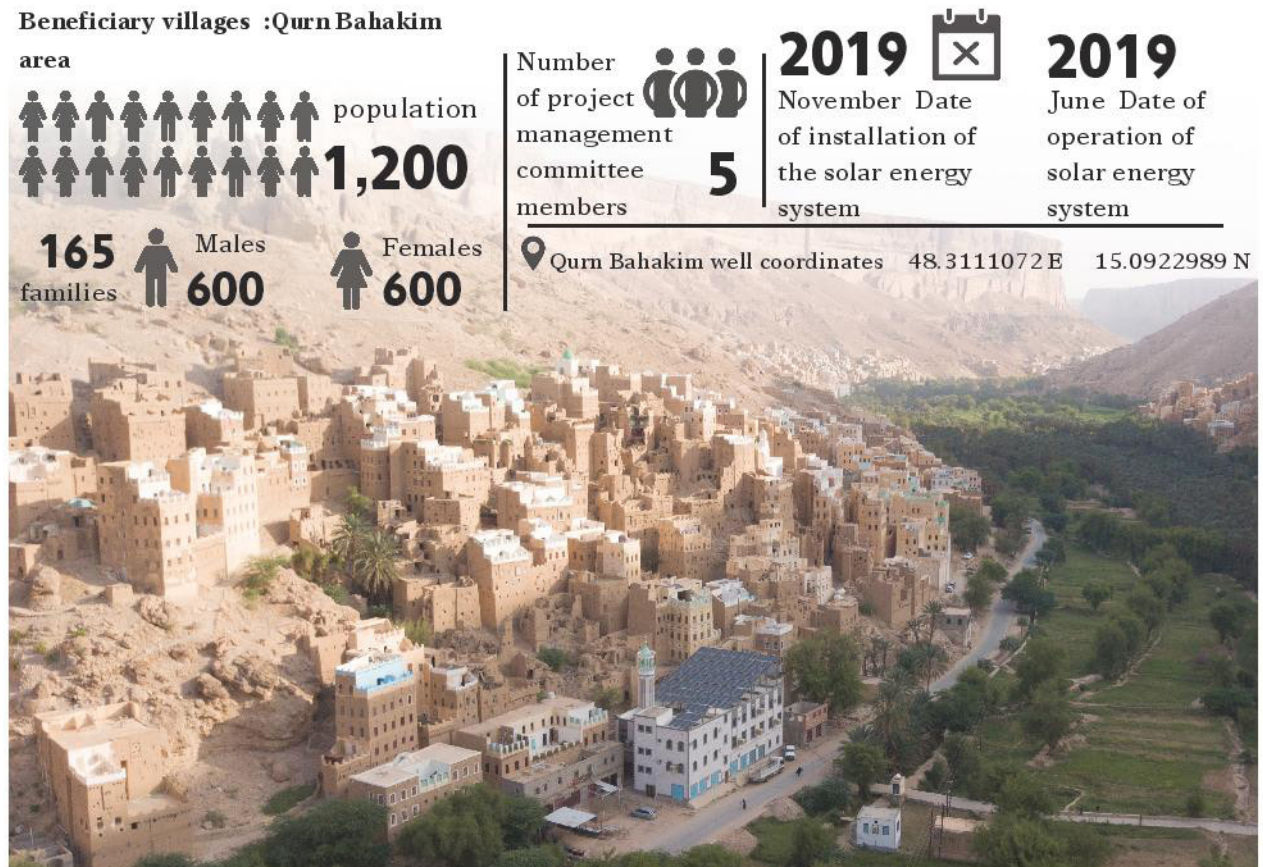 Beneficiary villages :Qurn Bahakim
area
population
1,200
165
families
Males
600
Females
600
Number
of project
management
committee
members
5
2019
November Date
of installation of
the solar energy
system
2019
June Date of
operation of
solar energy
system
Qurn Bahakim well coordinates 48.3111072 E 15.0922989 N